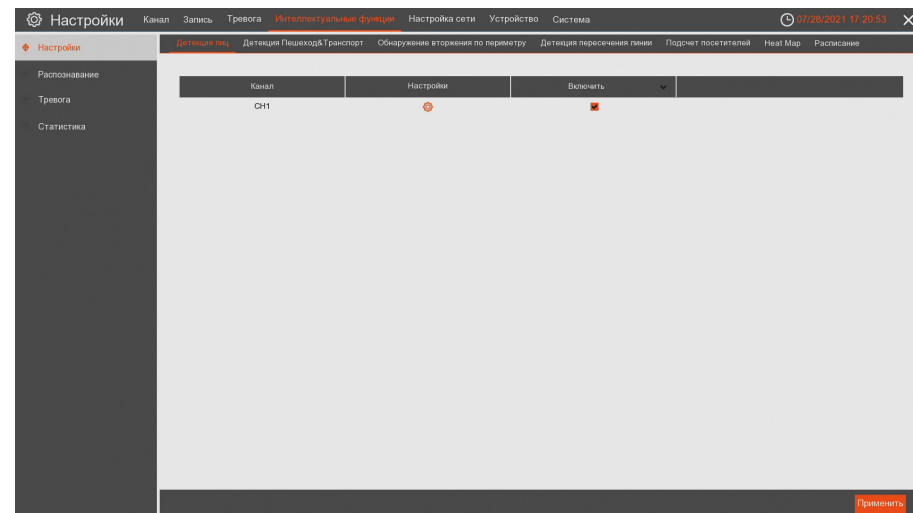 Настройки Канал Запись Тревога Интеллектуальные функции Настройка сети Устройство Система 07/28/2021 17:20:53
Настройки
Детекция лиц Детекция Пешеход&Транспорт Обнаружение вторжения по периметру Детекция пересечения линии Подсчет посетителей Heat Map Расписание
Распознавание
Тревога
Статистика
Канал Настройки Включить
CH1
Применить